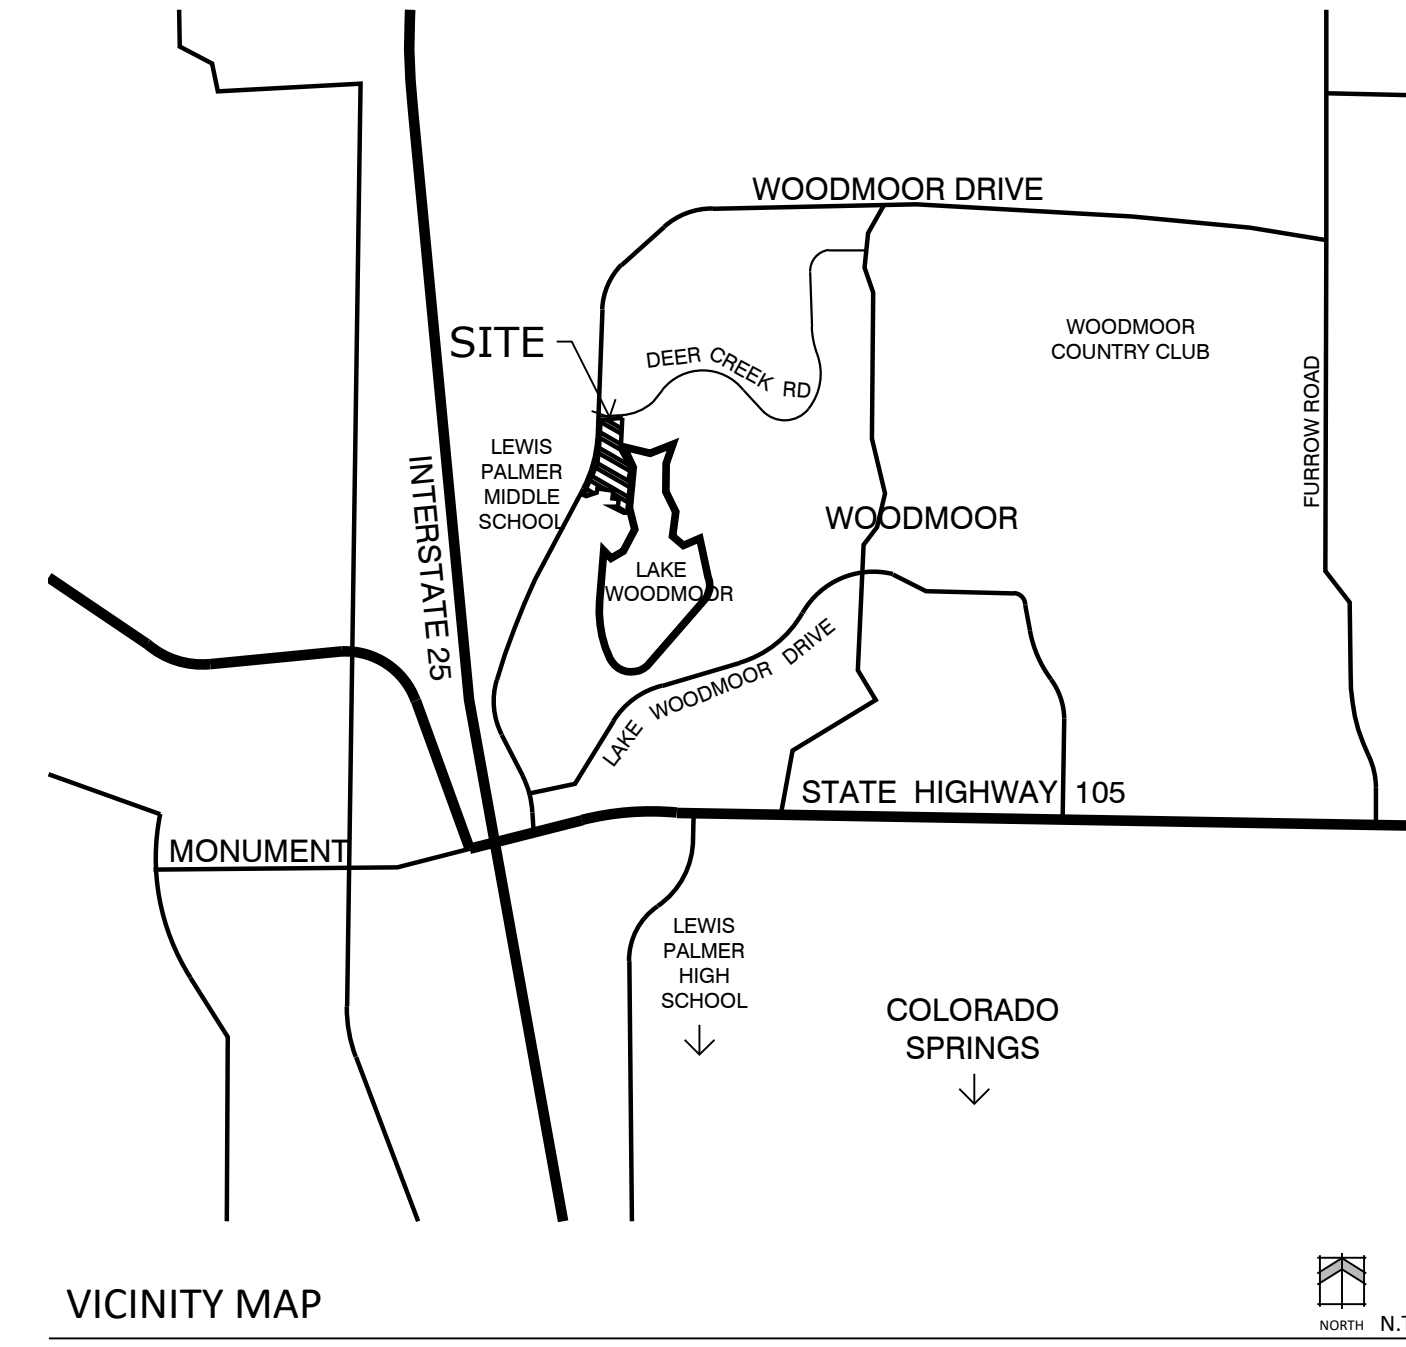 WOODMOOR DRIVE
SITE
DEER CREEK RD
WOODMOOR
COUNTRY CLUB
FURROW ROAD
LEWIS
PALMER
MIDDLE
SCHOOL
INTERSTATE 25
WOODMOOR
LAKE
WOODMOOR
LAKE WOODMOOR DRIVE
STATE HIGHWAY 105
MONUMENT
LEWIS
PALMER
HIGH
SCHOOL
COLORADO
SPRINGS
VICINITY MAP
NORTH